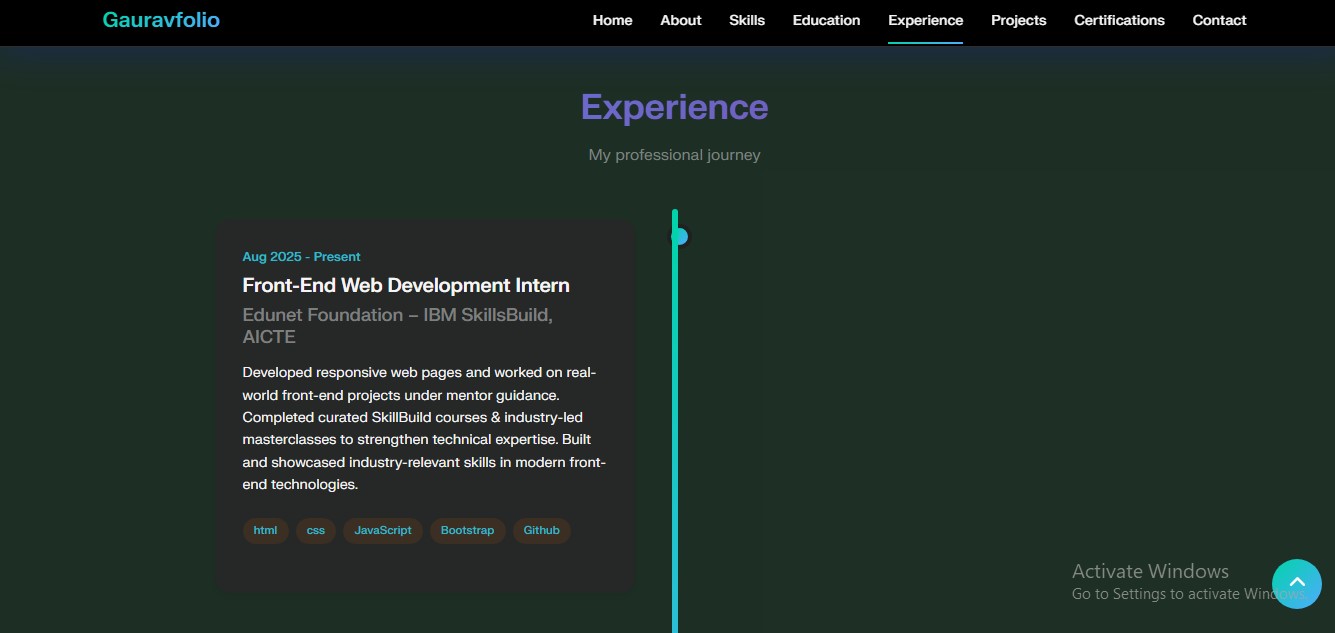 Gauravfolio
Home About Skills Education Experience Projects Certifications Contact
Experience
My professional journey
Aug 2025 - Present
Front-End Web Development Intern
Edunet Foundation – IBM SkillsBuild,
AICTE
Developed responsive web pages and worked on real-
world front-end projects under mentor guidance.
Completed curated SkillBuild courses & industry-led
masterclasses to strengthen technical expertise. Built
and showcased industry-relevant skills in modern front-
end technologies.
html css JavaScript Bootstrap Github
Activate Windows
Go to Settings to activate Windows.